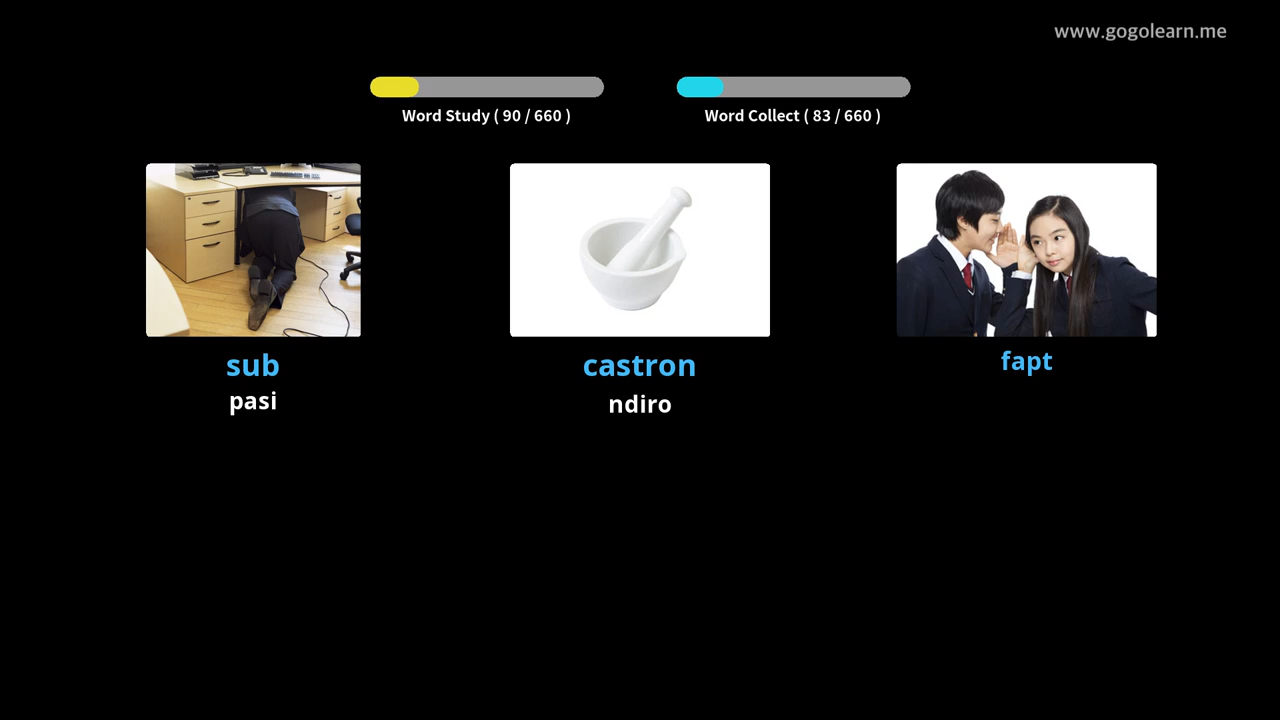 www.gogolearn.me
Word Study ( 90 / 660 )
Word Collect ( 83 / 660 )
sub
pasi
castron
ndiro
fapt